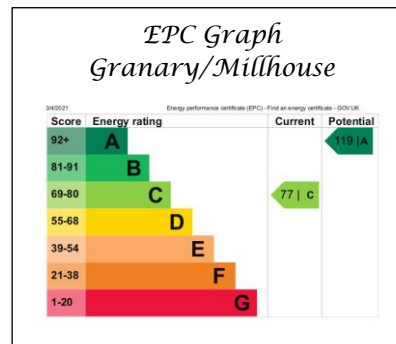 EPC Graph
Granary/Millhouse
3/4/2021 Energy performance certificate (EPC) - Find an energy certificate - GOV.UK
Score Energy rating Current Potential
92+ A 119 | A
81-91 B
69-80 C 77 | C
55-68 D
39-54 E
21-38 F
1-20 G